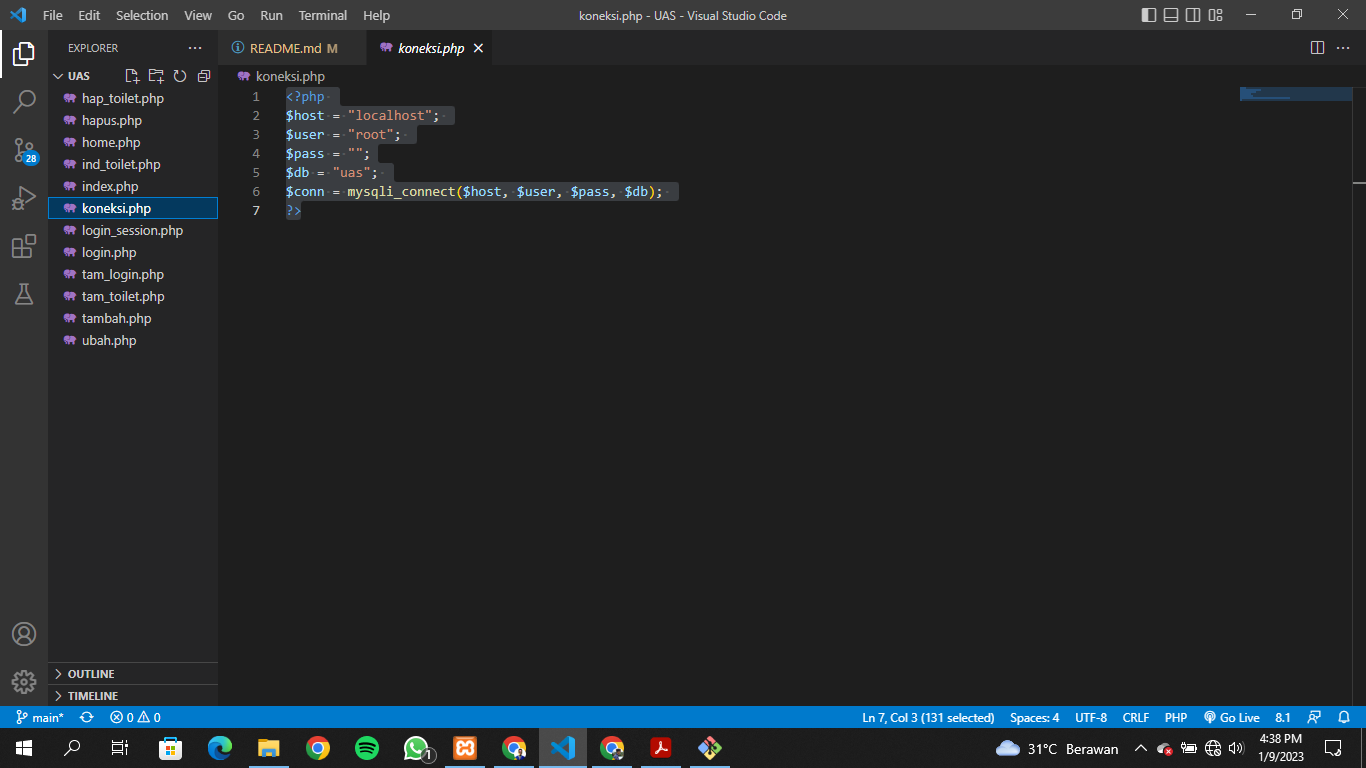 File Edit Selection View Go Run Terminal Help
koneksi.php - UAS - Visual Studio Code
EXPLORER
README.md M
koneksi.php
UAS
koneksi.php
hap_toilet.php
hapus.php
home.php
ind_toilet.php
index.php
koneksi.php
login_session.php
login.php
tam_login.php
tam_toilet.php
tambah.php
ubah.php
28
1 <?php
2 $host = "localhost";
3 $user = "root";
4 $pass = "";
5 $db = "uas";
6 $conn = mysqli_connect($host, $user, $pass, $db);
7 ?>
OUTLINE
TIMELINE
main* 0 0 Ln 7, Col 3 (131 selected) Spaces: 4 UTF-8 CRLF PHP Go Live 8.1
1
31°C Berawan
4:38 PM
1/9/2023